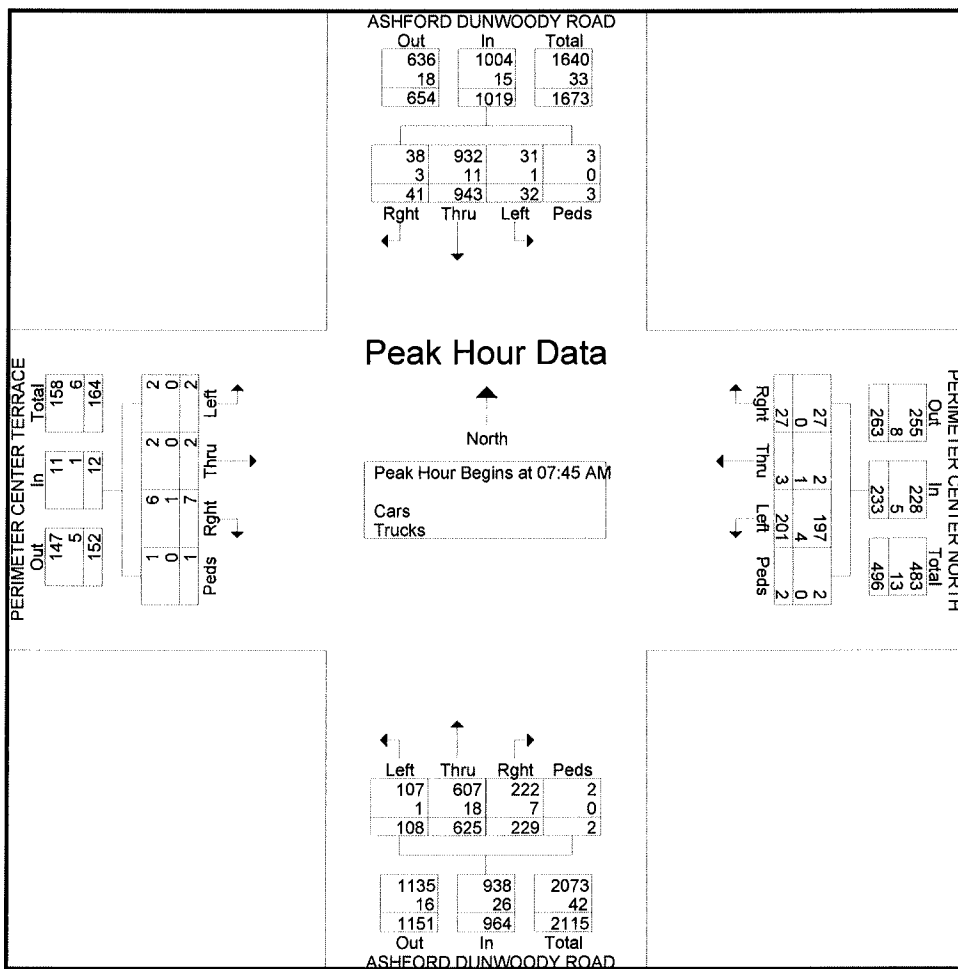 ASHFORD DUNWOODY ROAD
Out In Total
636 1004 1640
18 15 33
654 1019 1673
38 932 31 3
3 11 1 0
41 943 32 3
Rght Thru Left Peds
Peak Hour Data
North
Peak Hour Begins at 07:45 AM
Cars
Trucks
PERIMETER CENTER TERRACE
Out In Total
147 11 158
5 1 6
152 12 164
1 6 2 2
0 1 0 0
1 7 2 2
Peds Rght Thru Left
PERIMETER CENTER NORTH
Out In Total
255 228 483
8 5 13
263 233 496
27 2 197 2
0 1 4 0
27 3 201 2
Rght Thru Left Peds
Left Thru Rght Peds
107 607 222 2
1 18 7 0
108 625 229 2
1135 938 2073
16 26 42
1151 964 2115
Out In Total
ASHFORD DUNWOODY ROAD